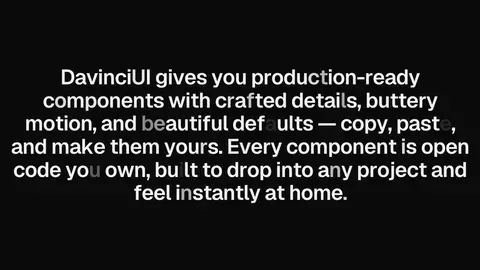 DavinciUI gives you production-ready
components with crafted details, buttery
motion, and beautiful defaults — copy, paste,
and make them yours. Every component is open
code you own, built to drop into any project and
feel instantly at home.